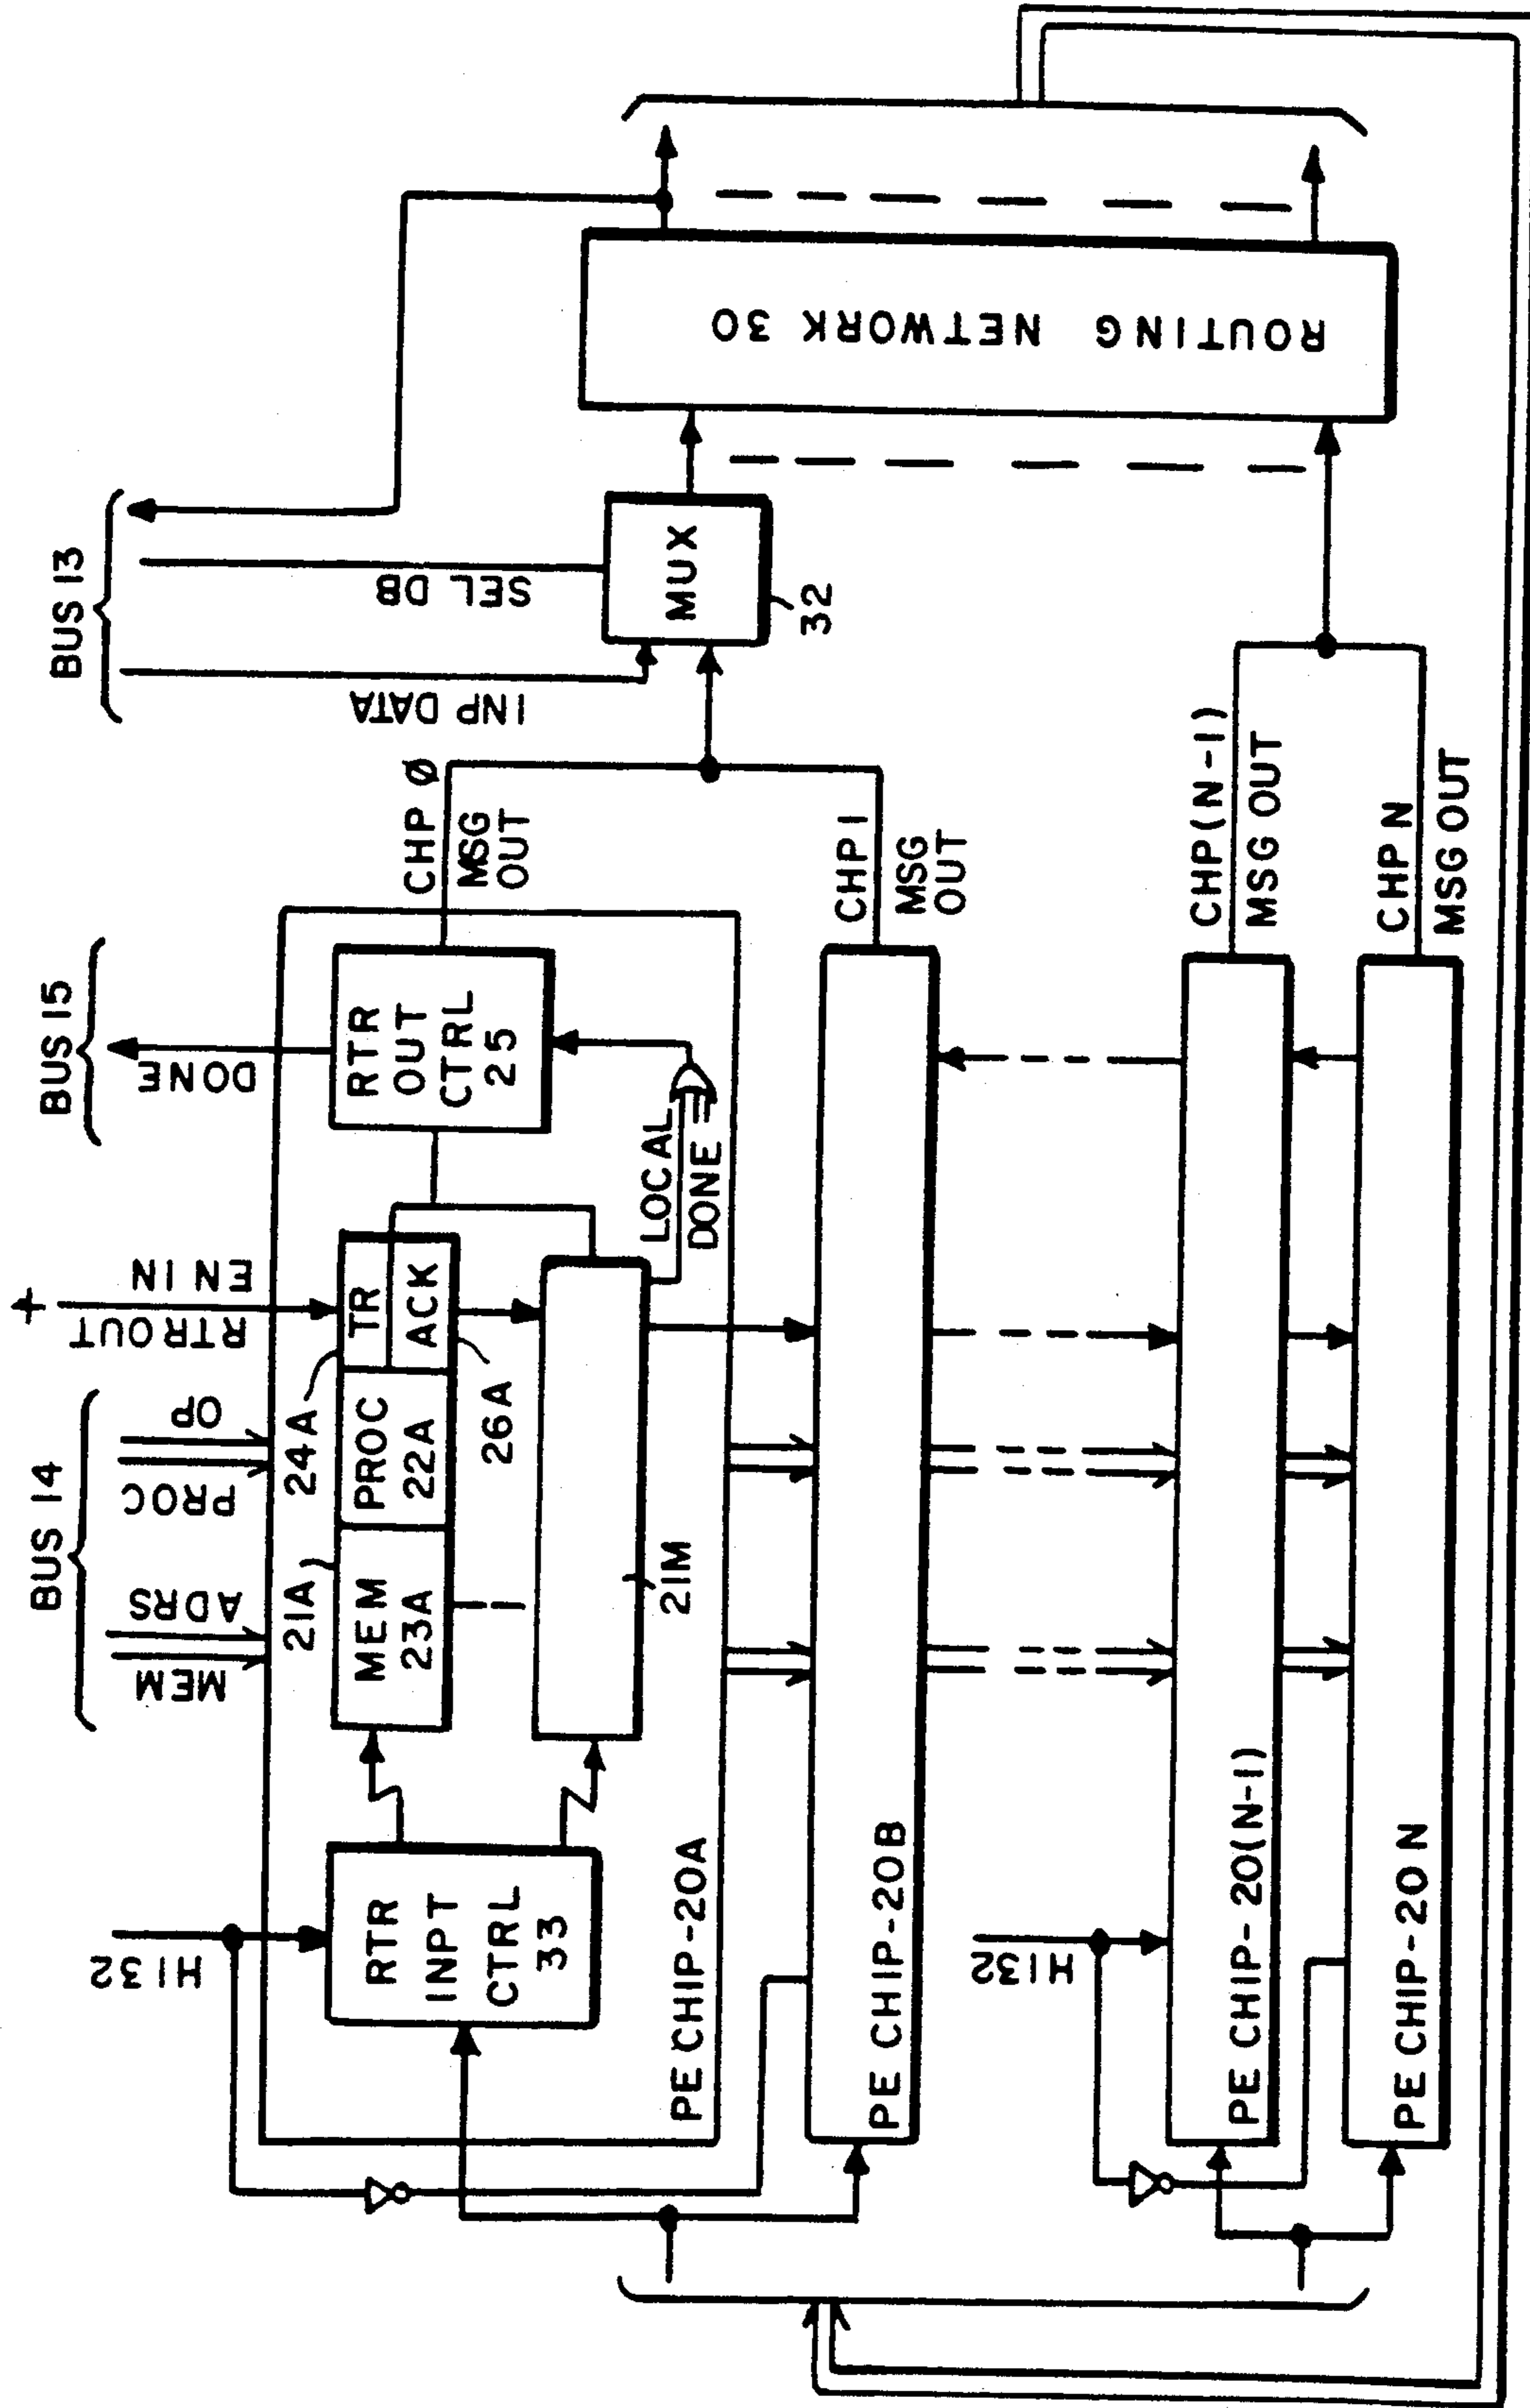 BUS 14
BUS 15
BUS 13
H132
MEM
ADRS
PROC
OP
RTROUT
EN IN
+
DONE
INP DATA
SEL DB
RTR
INPT
CTRL
33
21A
MEM
23A
PROC
22A
24A
TR
ACK
26A
21M
RTR
OUT
CTRL
25
LOCAL
DONE
CHP Ø
MSG
OUT
MUX
32
ROUTING NETWORK 30
PE CHIP-20A
PE CHIP-20B
CHP 1
MSG
OUT
H132
PE CHIP-20(N-1)
CHP(N-1)
MSG OUT
PE CHIP-20N
CHP N
MSG OUT